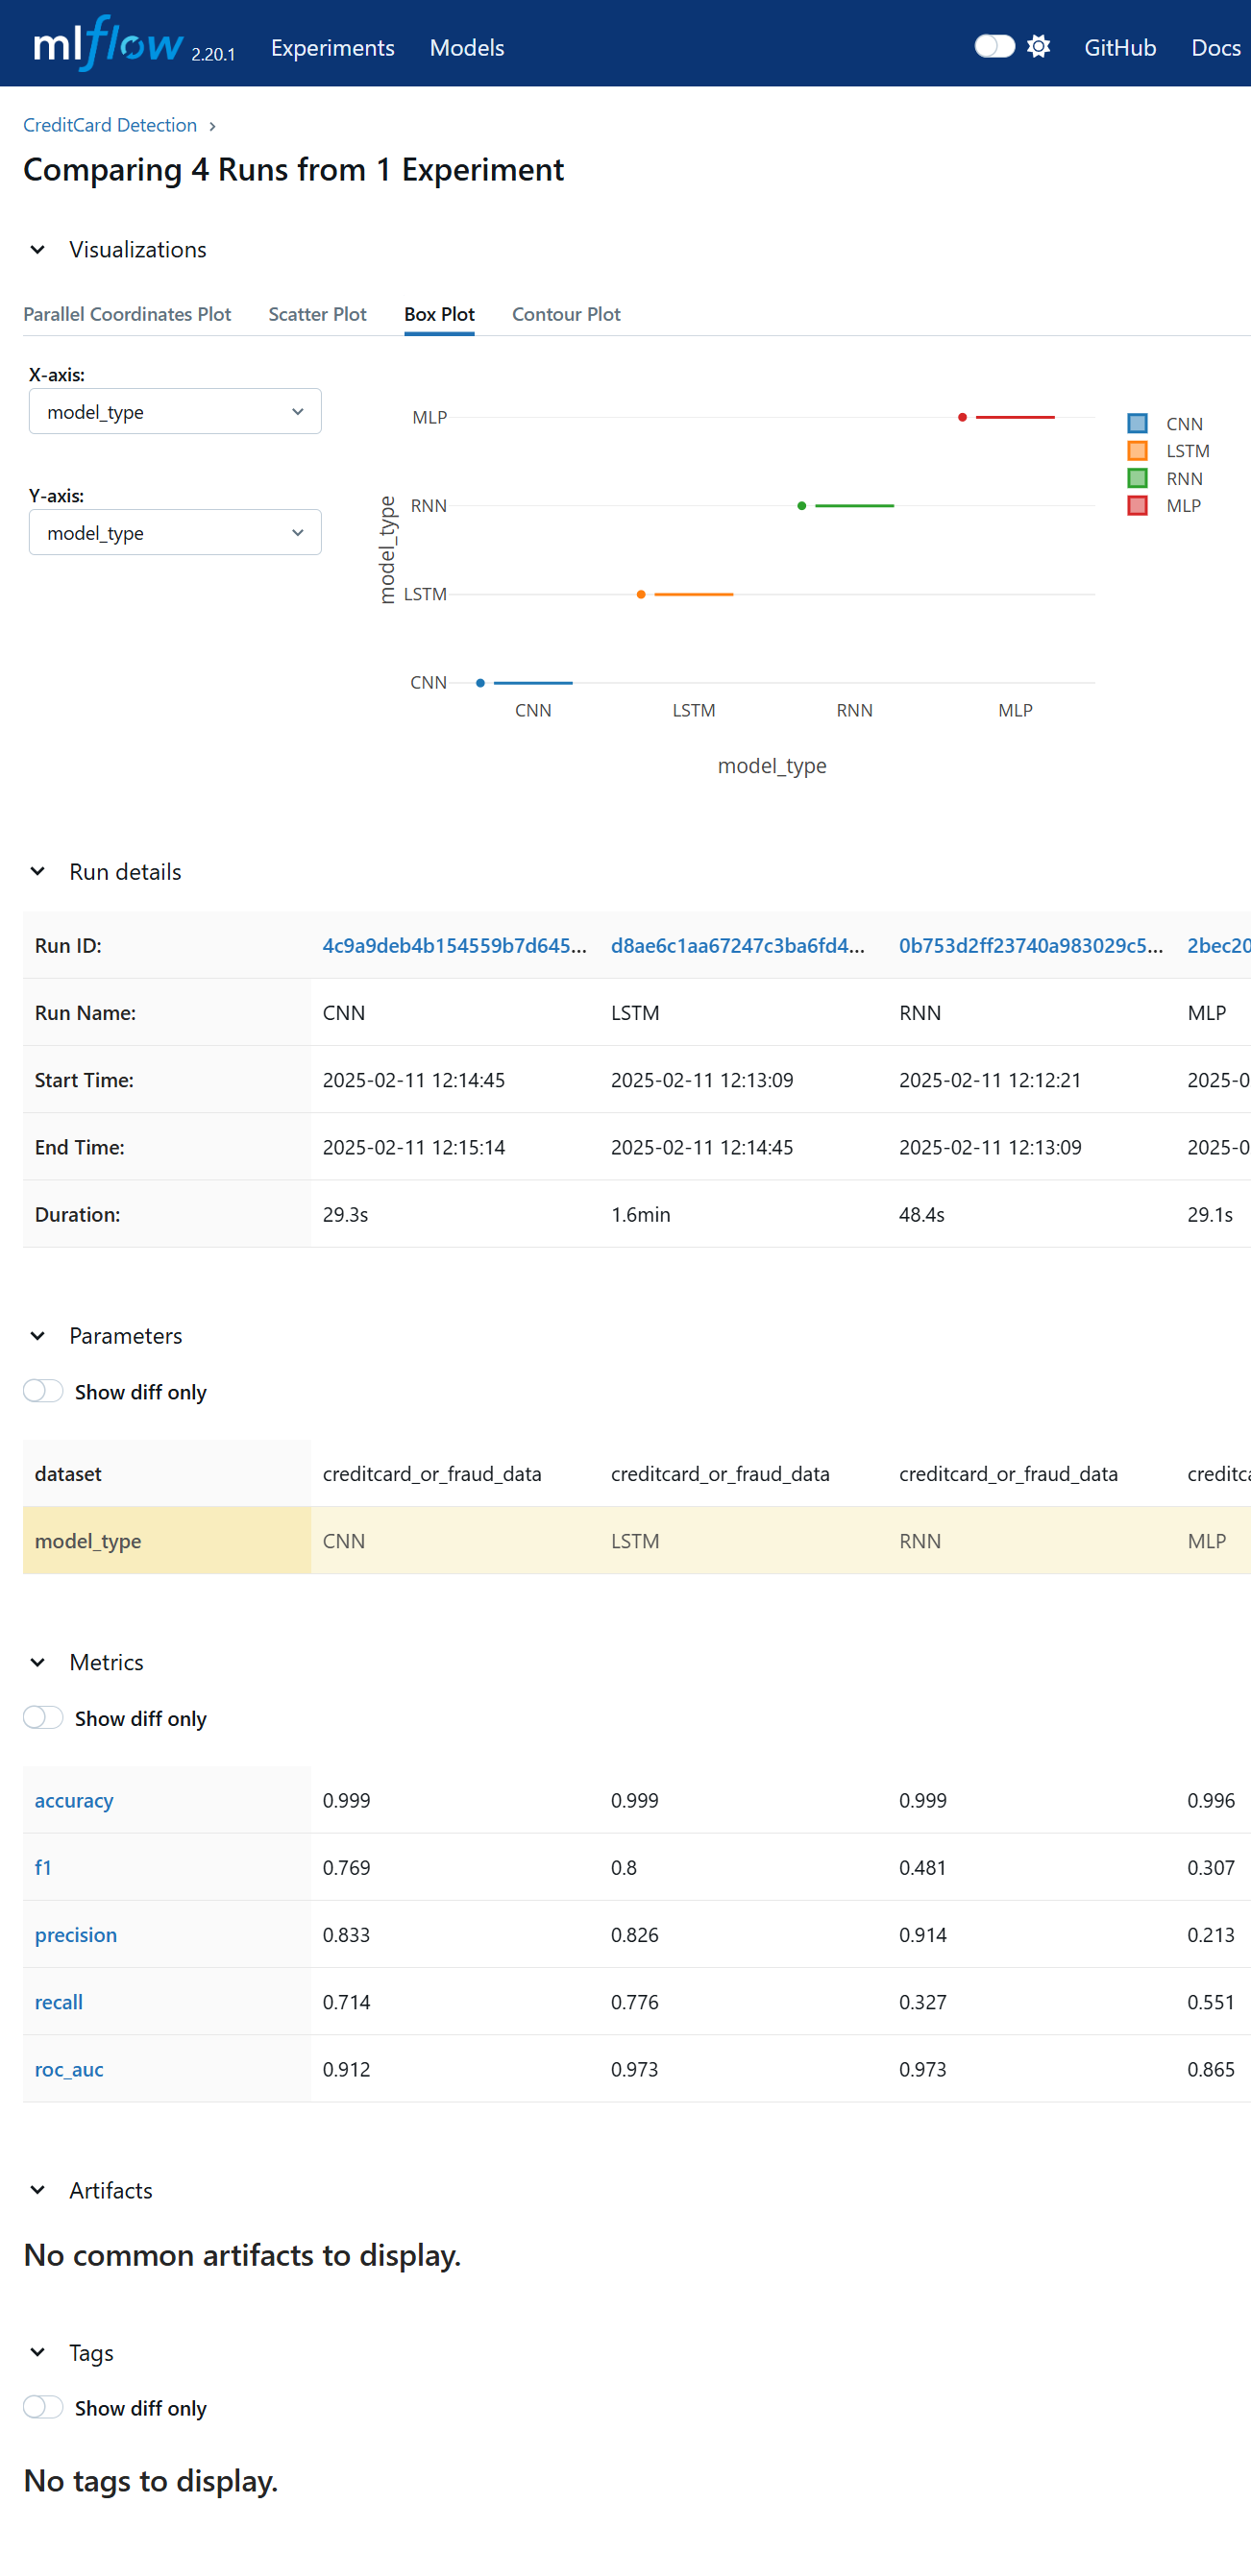 mlflow 2.20.1 Experiments Models GitHub Docs
CreditCard Detection
Comparing 4 Runs from 1 Experiment
Visualizations
Parallel Coordinates Plot Scatter Plot Box Plot Contour Plot
X-axis:
model_type
Y-axis:
model_type
MLP
RNN
LSTM
CNN
model_type
CNN LSTM RNN MLP
model_type
CNN
LSTM
RNN
MLP
Run details
Run ID: 4c9a9deb4b154559b7d645... d8ae6c1aa67247c3ba6fd4... 0b753d2ff23740a983029c5... 2bec20
Run Name: CNN LSTM RNN MLP
Start Time: 2025-02-11 12:14:45 2025-02-11 12:13:09 2025-02-11 12:12:21 2025-0
End Time: 2025-02-11 12:15:14 2025-02-11 12:14:45 2025-02-11 12:13:09 2025-0
Duration: 29.3s 1.6min 48.4s 29.1s
Parameters
Show diff only
dataset creditcard_or_fraud_data creditcard_or_fraud_data creditcard_or_fraud_data creditca
model_type CNN LSTM RNN MLP
Metrics
Show diff only
accuracy 0.999 0.999 0.999 0.996
f1 0.769 0.8 0.481 0.307
precision 0.833 0.826 0.914 0.213
recall 0.714 0.776 0.327 0.551
roc_auc 0.912 0.973 0.973 0.865
Artifacts
No common artifacts to display.
Tags
Show diff only
No tags to display.